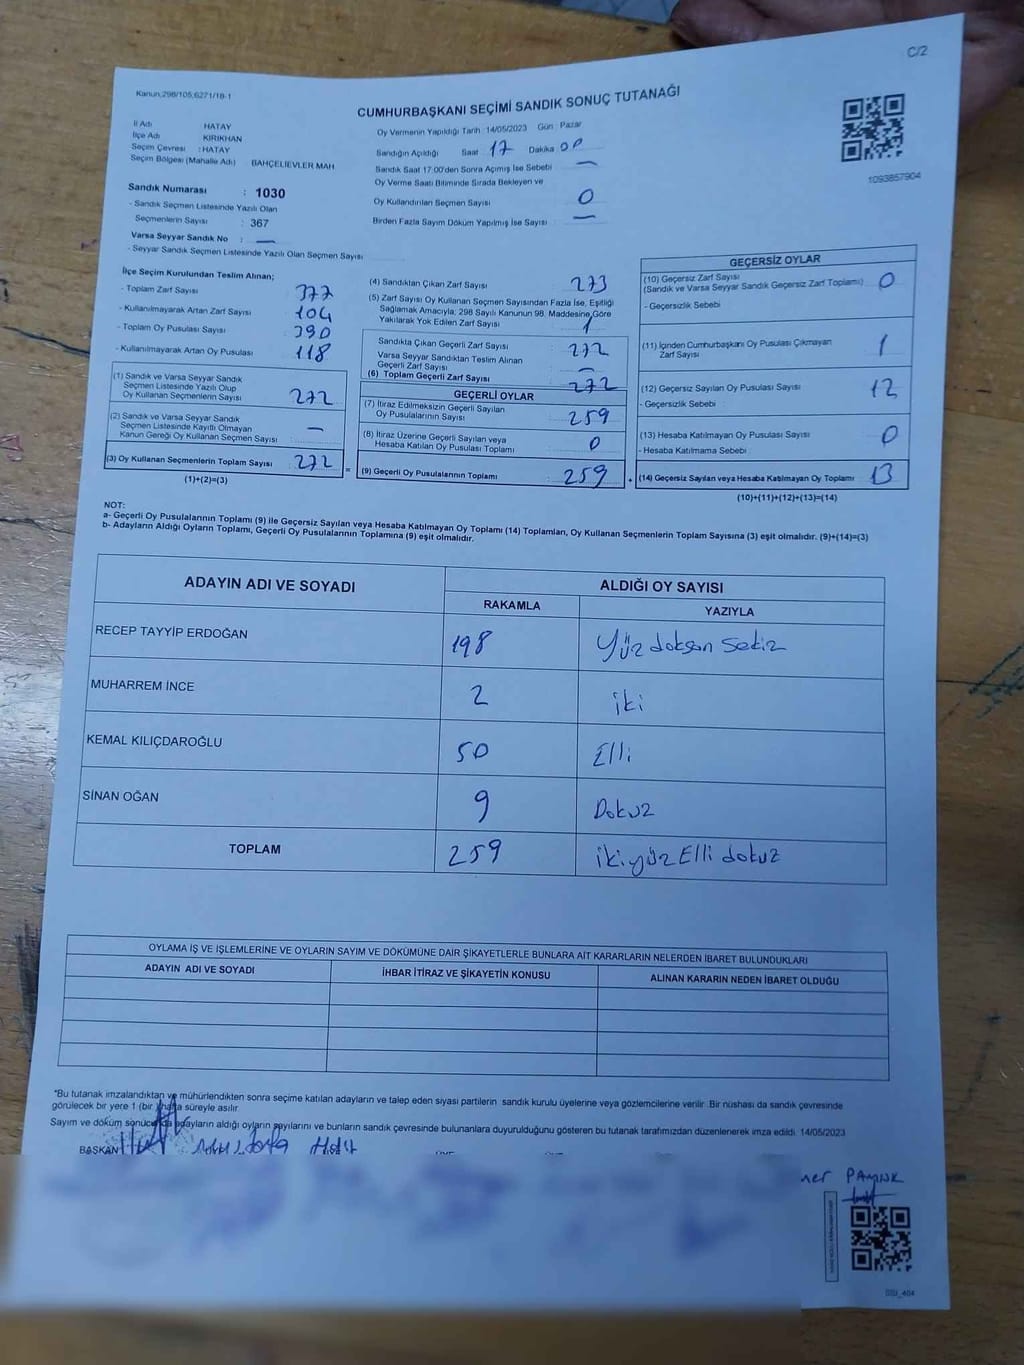 C/2
Kanun,298/105;6271/18-1
CUMHURBAŞKANI SEÇİMİ SANDIK SONUÇ TUTANAĞI
İl Adı HATAY
İlçe Adı KIRIKHAN
Seçim Çevresi : HATAY
Seçim Bölgesi (Mahalle Adı) BAHÇELİEVLER MAH.
Sandık Numarası : 1030
- Sandık Seçmen Listesinde Yazılı Olan
Seçmenlerin Sayısı : 367
Varsa Seyyar Sandık No : —
- Seyyar Sandık Seçmen Listesinde Yazılı Olan Seçmen Sayısı
Oy Vermenin Yapıldığı Tarih 14/05/2023 Gün : Pazar
Sandığın Açıldığı Saat 17 Dakika 00
Sandık Saat 17:00'den Sonra Açılmış İse Sebebi —
Oy Verme Saati Bitiminde Sırada Bekleyen ve
Oy Kullandırılan Seçmen Sayısı 0
Birden Fazla Sayım Döküm Yapılmış İse Sayısı —
1093857904
İlçe Seçim Kurulundan Teslim Alınan;
- Toplam Zarf Sayısı 377
- Kullanılmayarak Artan Zarf Sayısı 104
- Toplam Oy Pusulası Sayısı 390
- Kullanılmayarak Artan Oy Pusulası 118
(1) Sandık ve Varsa Seyyar Sandık
Seçmen Listesinde Yazılı Olup
Oy Kullanan Seçmenlerin Sayısı 272
(2) Sandık ve Varsa Seyyar Sandık
Seçmen Listesinde Kayıtlı Olmayan
Kanun Gereği Oy Kullanan Seçmen Sayısı —
(3) Oy Kullanan Seçmenlerin Toplam Sayısı 272
(1)+(2)=(3)
(4) Sandıktan Çıkan Zarf Sayısı 273
(5) Zarf Sayısı Oy Kullanan Seçmen Sayısından Fazla İse, Eşitliği
Sağlamak Amacıyla; 298 Sayılı Kanunun 98. Maddesine Göre
Yakılarak Yok Edilen Zarf Sayısı 1
Sandıkta Çıkan Geçerli Zarf Sayısı 272
Varsa Seyyar Sandıktan Teslim Alınan
Geçerli Zarf Sayısı —
(6) Toplam Geçerli Zarf Sayısı 272
GEÇERLİ OYLAR
(7) İtiraz Edilmeksizin Geçerli Sayılan
Oy Pusulalarının Sayısı 259
(8) İtiraz Üzerine Geçerli Sayılan veya
Hesaba Katılan Oy Pusulası Toplamı 0
= (9) Geçerli Oy Pusulalarının Toplamı 259
GEÇERSİZ OYLAR
(10) Geçersiz Zarf Sayısı
(Sandık ve Varsa Seyyar Sandık Geçersiz Zarf Toplamı) 0
- Geçersizlik Sebebi
(11) İçinden Cumhurbaşkanı Oy Pusulası Çıkmayan
Zarf Sayısı 1
(12) Geçersiz Sayılan Oy Pusulası Sayısı 12
- Geçersizlik Sebebi
(13) Hesaba Katılmayan Oy Pusulası Sayısı 0
- Hesaba Katılmama Sebebi
+ (14) Geçersiz Sayılan veya Hesaba Katılmayan Oy Toplamı 13
(10)+(11)+(12)+(13)=(14)
NOT:
a- Geçerli Oy Pusulalarının Toplamı (9) ile Geçersiz Sayılan veya Hesaba Katılmayan Oy Toplamı (14) Toplamları, Oy Kullanan Seçmenlerin Toplam Sayısına (3) eşit olmalıdır. (9)+(14)=(3)
b- Adayların Aldığı Oyların Toplamı, Geçerli Oy Pusulalarının Toplamına (9) eşit olmalıdır.
ADAYIN ADI VE SOYADI ALDIĞI OY SAYISI
RAKAMLA YAZIYLA
RECEP TAYYİP ERDOĞAN 198 Yüz doksan sekiz
MUHARREM İNCE 2 iki
KEMAL KILIÇDAROĞLU 50 Elli
SİNAN OĞAN 9 Dokuz
TOPLAM 259 ikiyüz Elli dokuz
OYLAMA İŞ VE İŞLEMLERİNE VE OYLARIN SAYIM VE DÖKÜMÜNE DAİR ŞİKAYETLERLE BUNLARA AİT KARARLARIN NELERDEN İBARET BULUNDUKLARI
ADAYIN ADI VE SOYADI İHBAR İTİRAZ VE ŞİKAYETİN KONUSU ALINAN KARARIN NEDEN İBARET OLDUĞU
*Bu tutanak imzalandıktan ve mühürlendikten sonra seçime katılan adayların ve talep eden siyasi partilerin sandık kurulu üyelerine veya gözlemcilerine verilir. Bir nüshası da sandık çevresinde
görülecek bir yere 1 (bir) hafta süreyle asılır
Sayım ve döküm sonucunda adayların aldığı oyların sayılarını ve bunların sandık çevresinde bulunanlara duyurulduğunu gösteren bu tutanak tarafımızdan düzenlenerek imza edildi. 14/05/2023
BAŞKAN
PAMUK